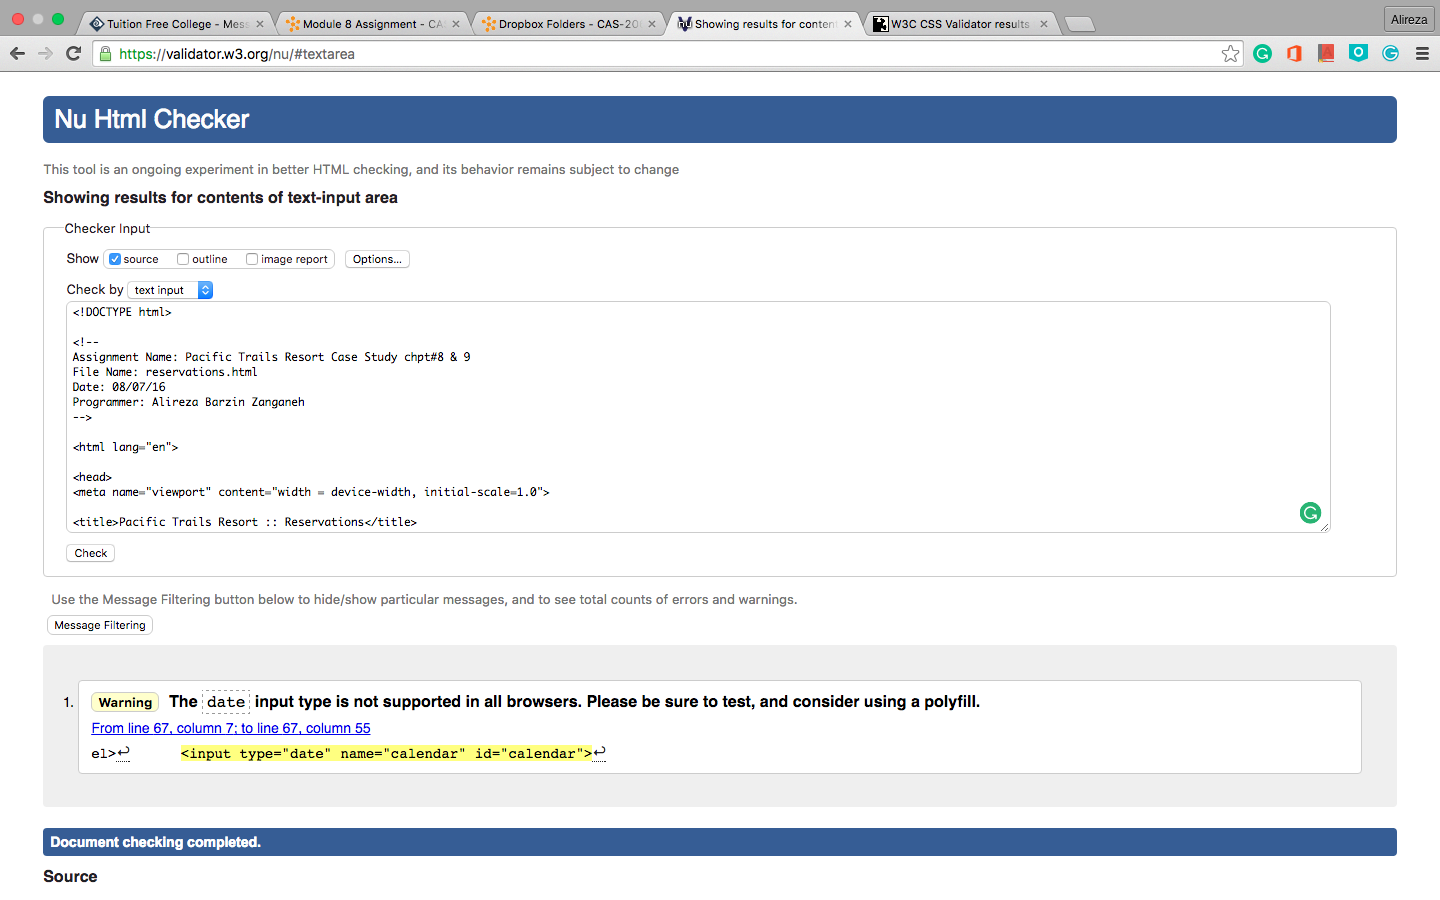 Tuition Free College - Mess
Module 8 Assignment - CA
Dropbox Folders - CAS-20
Showing results for conten
W3C CSS Validator results
Alireza
https://validator.w3.org/nu/#textarea
Nu Html Checker
This tool is an ongoing experiment in better HTML checking, and its behavior remains subject to change
Showing results for contents of text-input area
Checker Input
Show source outline image report Options...
Check by text input
<!DOCTYPE html>
<!--
Assignment Name: Pacific Trails Resort Case Study chpt#8 & 9
File Name: reservations.html
Date: 08/07/16
Programmer: Alireza Barzin Zanganeh
-->
<html lang="en">
<head>
<meta name="viewport" content="width = device-width, initial-scale=1.0">
<title>Pacific Trails Resort :: Reservations</title>
Check
Use the Message Filtering button below to hide/show particular messages, and to see total counts of errors and warnings.
Message Filtering
1. Warning The date input type is not supported in all browsers. Please be sure to test, and consider using a polyfill.
From line 67, column 7; to line 67, column 55
el>↩ <input type="date" name="calendar" id="calendar">↩
Document checking completed.
Source